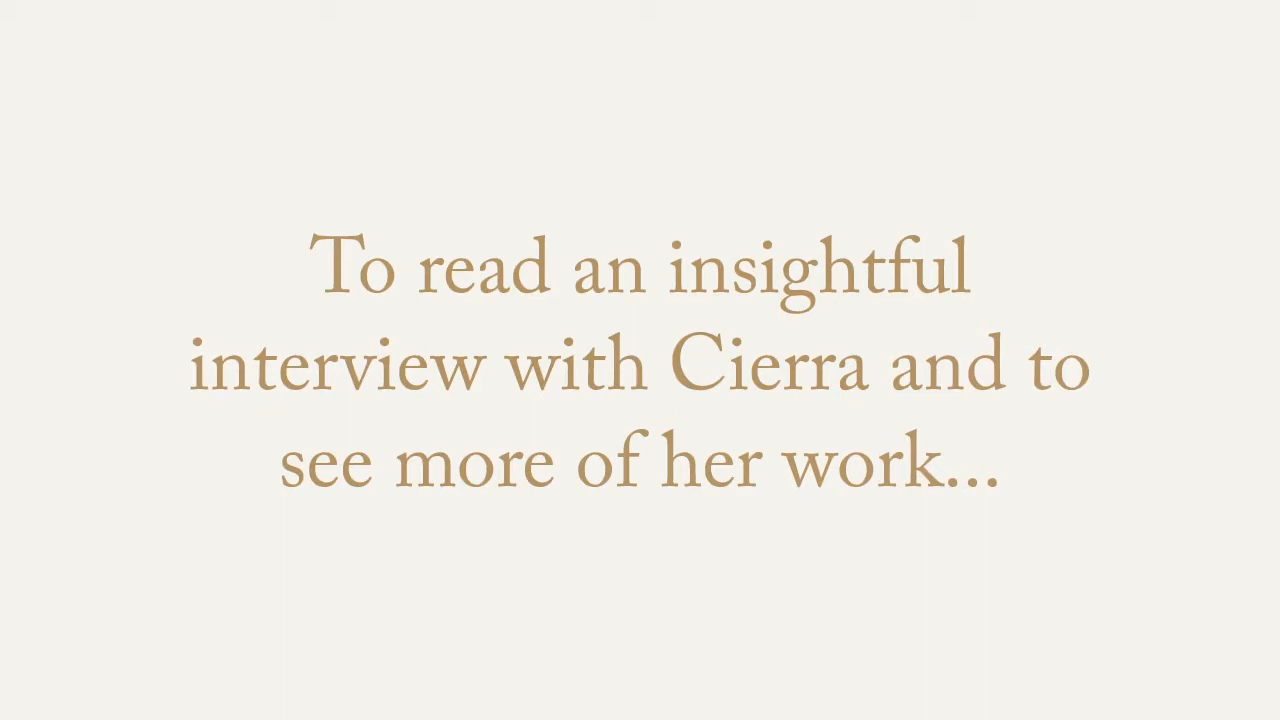 To read an insightful
interview with Cierra and to
see more of her work...